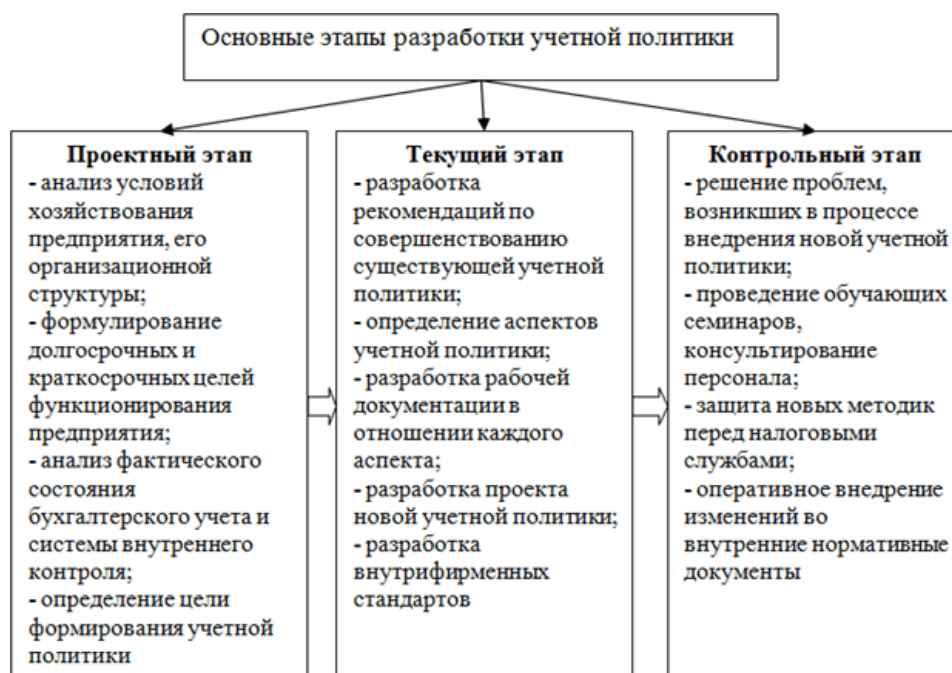 Основные этапы разработки учетной политики
Проектный этап
- анализ условий
хозяйствования
предприятия, его
организационной
структуры;
- формулирование
долгосрочных и
краткосрочных целей
функционирования
предприятия;
- анализ фактического
состояния
бухгалтерского учета и
системы внутреннего
контроля;
- определение цели
формирования учетной
политики
Текущий этап
- разработка
рекомендаций по
совершенствованию
существующей учетной
политики;
- определение аспектов
учетной политики;
- разработка рабочей
документации в
отношении каждого
аспекта;
- разработка проекта
новой учетной политики;
- разработка
внутрифирменных
стандартов
Контрольный этап
- решение проблем,
возникших в процессе
внедрения новой учетной
политики;
- проведение обучающих
семинаров,
консультирование
персонала;
- защита новых методик
перед налоговыми
службами;
- оперативное внедрение
изменений во
внутренние нормативные
документы